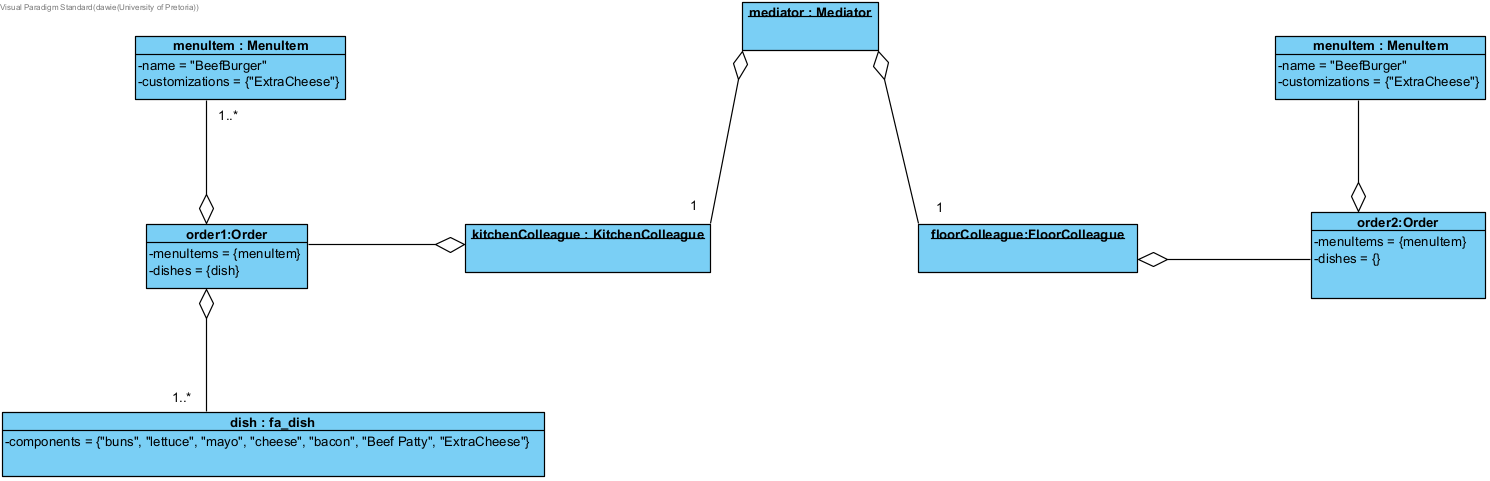 Visual Paradigm Standard(dawie(University of Pretoria))
mediator : Mediator
menuItem : MenuItem
-name = "BeefBurger"
-customizations = {"ExtraCheese"}
1..*
menuItem : MenuItem
-name = "BeefBurger"
-customizations = {"ExtraCheese"}
1
1
order1:Order
-menuItems = {menuItem}
-dishes = {dish}
kitchenColleague : KitchenColleague
floorColleague:FloorColleague
order2:Order
-menuItems = {menuItem}
-dishes = {}
1..*
dish : fa_dish
-components = {"buns", "lettuce", "mayo", "cheese", "bacon", "Beef Patty", "ExtraCheese"}